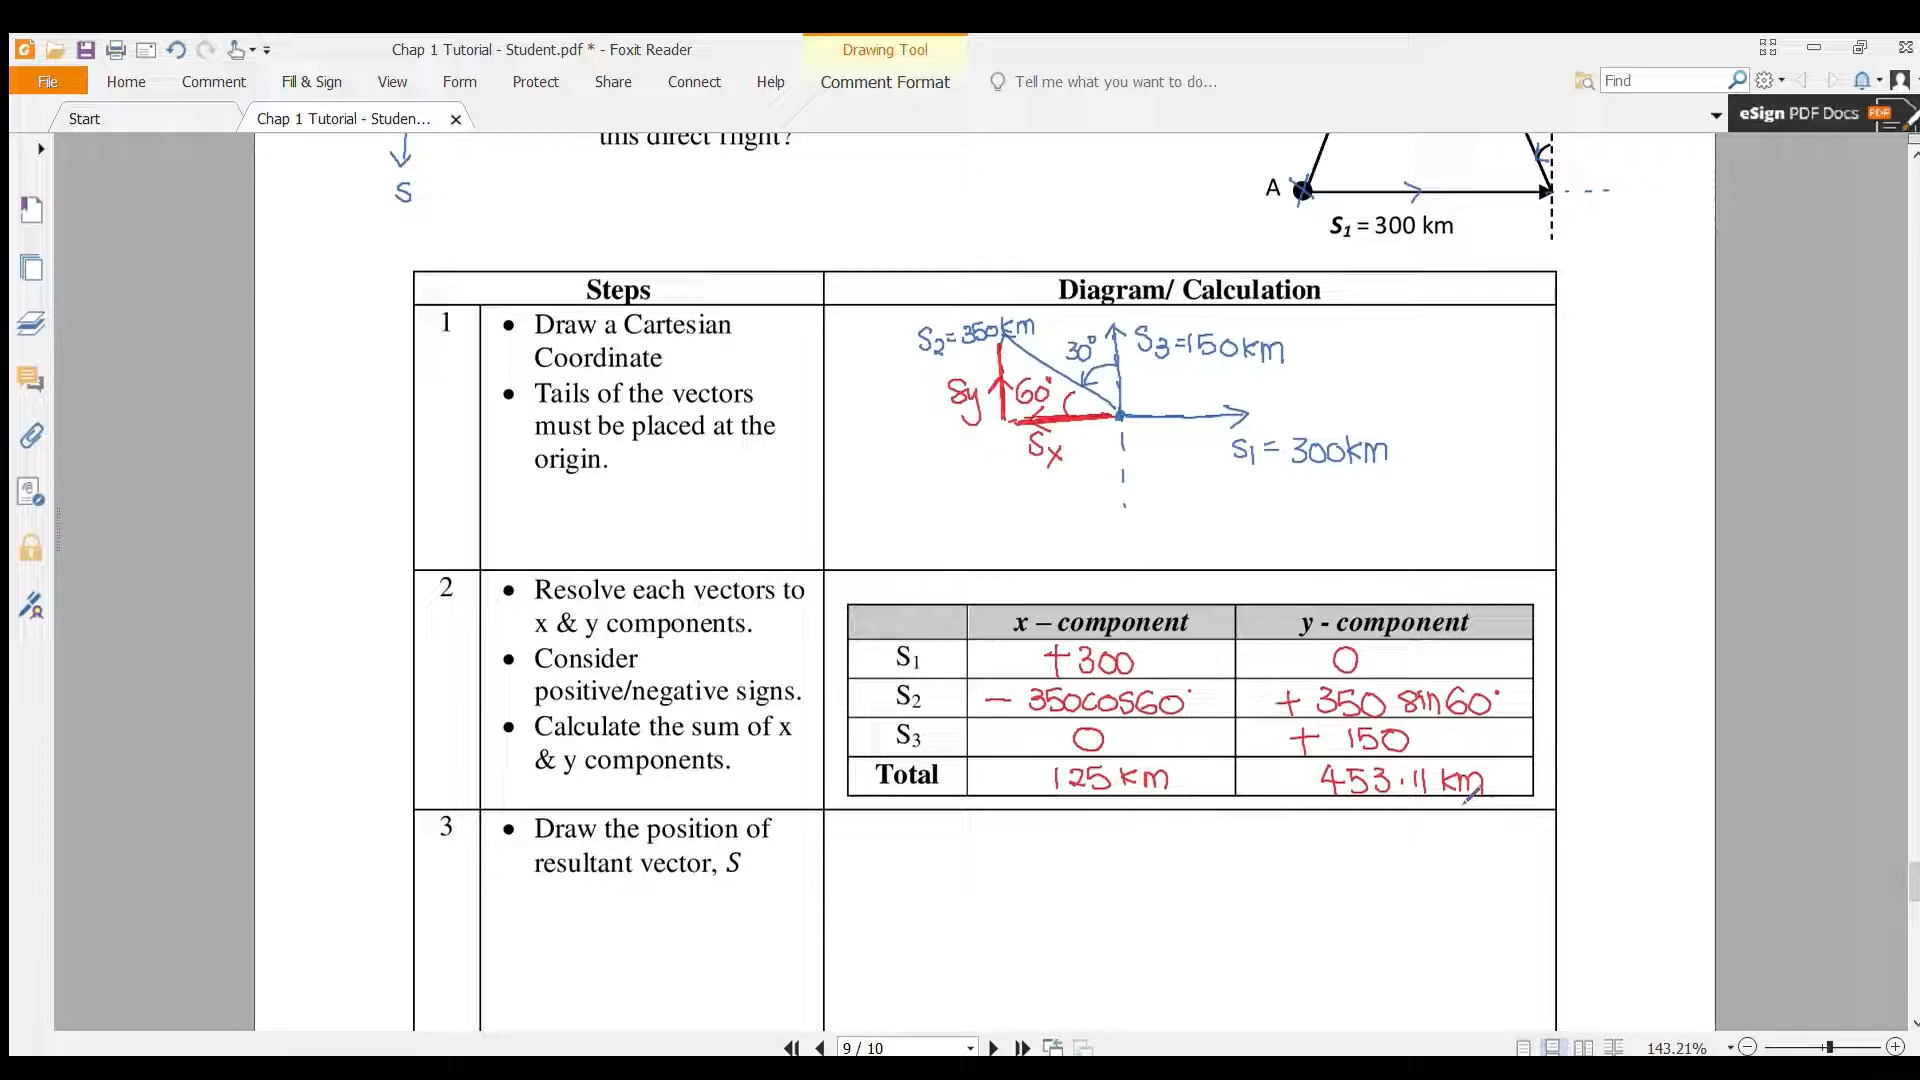 Chap 1 Tutorial - Student.pdf * - Foxit Reader
Drawing Tool
File Home Comment Fill & Sign View Form Protect Share Connect Help Comment Format Tell me what you want to do... Find
Start
Chap 1 Tutorial - Studen...
eSign PDF Docs PDF
this direct flight?
S
A
S1 = 300 km
Steps
Diagram/ Calculation
1
• Draw a Cartesian
Coordinate
• Tails of the vectors
must be placed at the
origin.
S2=350km
30°
S3=150km
Sy
60°
Sx
S1 = 300km
2
• Resolve each vectors to
x & y components.
• Consider
positive/negative signs.
• Calculate the sum of x
& y components.
x – component y - component
S1 +300 0
S2 - 350cos60° + 350 sin60°
S3 0 + 150
Total 125 km 453.11 km
3
• Draw the position of
resultant vector, S
9 / 10
143.21%